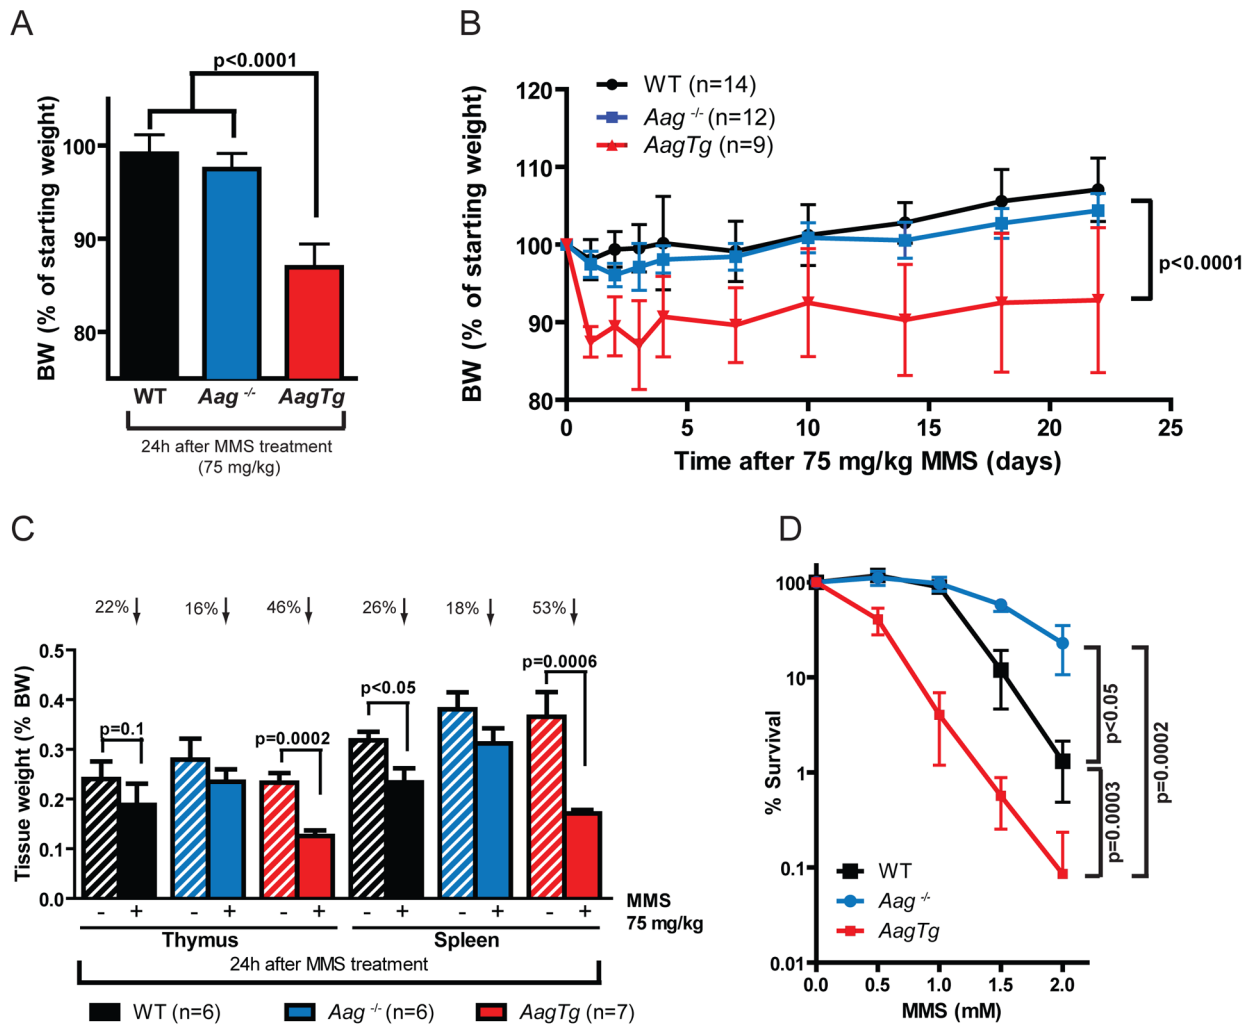 A
p<0.0001
BW (% of starting weight)
100
90
80
WT
Aag -/-
AagTg
24h after MMS treatment
(75 mg/kg)
B
WT (n=14)
Aag -/- (n=12)
AagTg (n=9)
BW (% of starting weight)
120
110
100
90
80
0
5
10
15
20
25
Time after 75 mg/kg MMS (days)
p<0.0001
C
22%
16%
46%
26%
18%
53%
Tissue weight (% BW)
0.5
0.4
0.3
0.2
0.1
0.0
p=0.1
p=0.0002
p<0.05
p=0.0006
- + - + - + - + - + - +
MMS
75 mg/kg
Thymus
Spleen
24h after MMS treatment
WT (n=6)
Aag -/- (n=6)
AagTg (n=7)
D
% Survival
100
10
1
0.1
0.01
0.0
0.5
1.0
1.5
2.0
MMS (mM)
WT
Aag -/-
AagTg
p<0.05
p=0.0003
p=0.0002